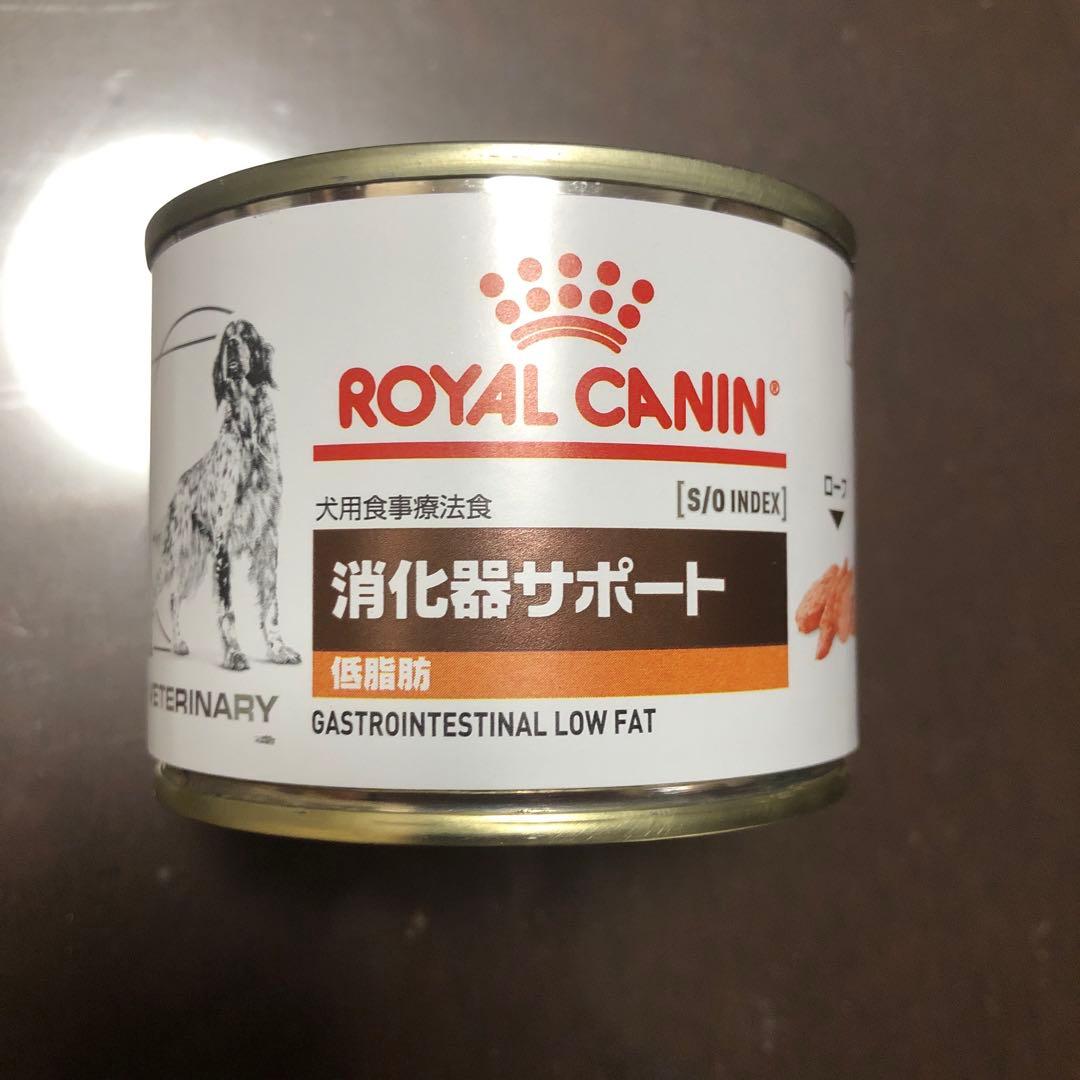 ROYAL CANIN®
犬用食事療法食
[S/O INDEX]
消化器サポート
低脂肪
GASTROINTESTINAL LOW FAT
VETERINARY
ローフ